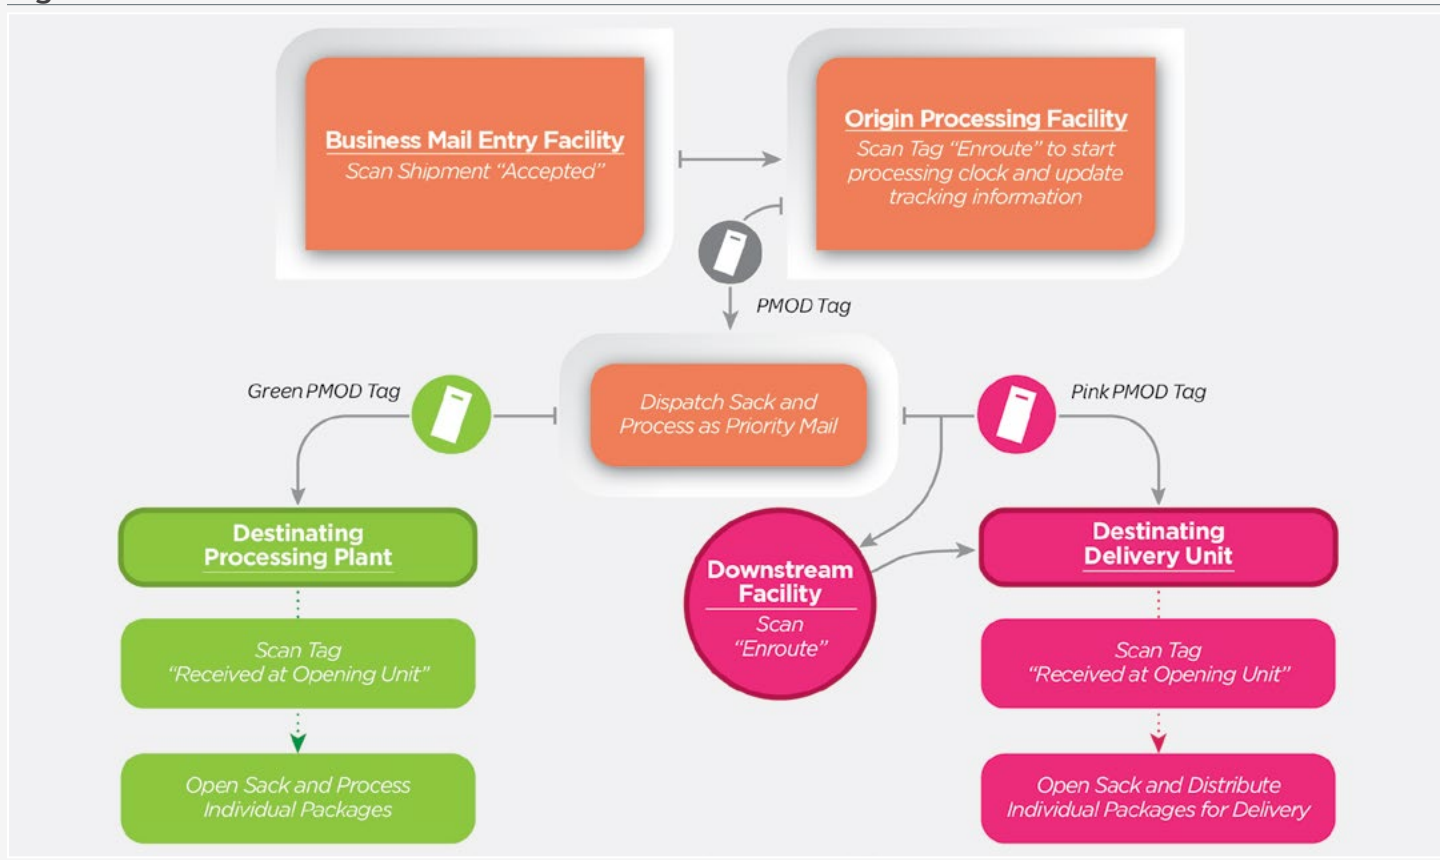 Business Mail Entry Facility
Scan Shipment “Accepted”
Origin Processing Facility
Scan Tag “Enroute” to start
processing clock and update
tracking information
PMOD Tag
Green PMOD Tag
Dispatch Sack and
Process as Priority Mail
Pink PMOD Tag
Destinating
Processing Plant
Scan Tag
“Received at Opening Unit”
Open Sack and Process
Individual Packages
Downstream
Facility
Scan
“Enroute”
Destinating
Delivery Unit
Scan Tag
“Received at Opening Unit”
Open Sack and Distribute
Individual Packages for Delivery